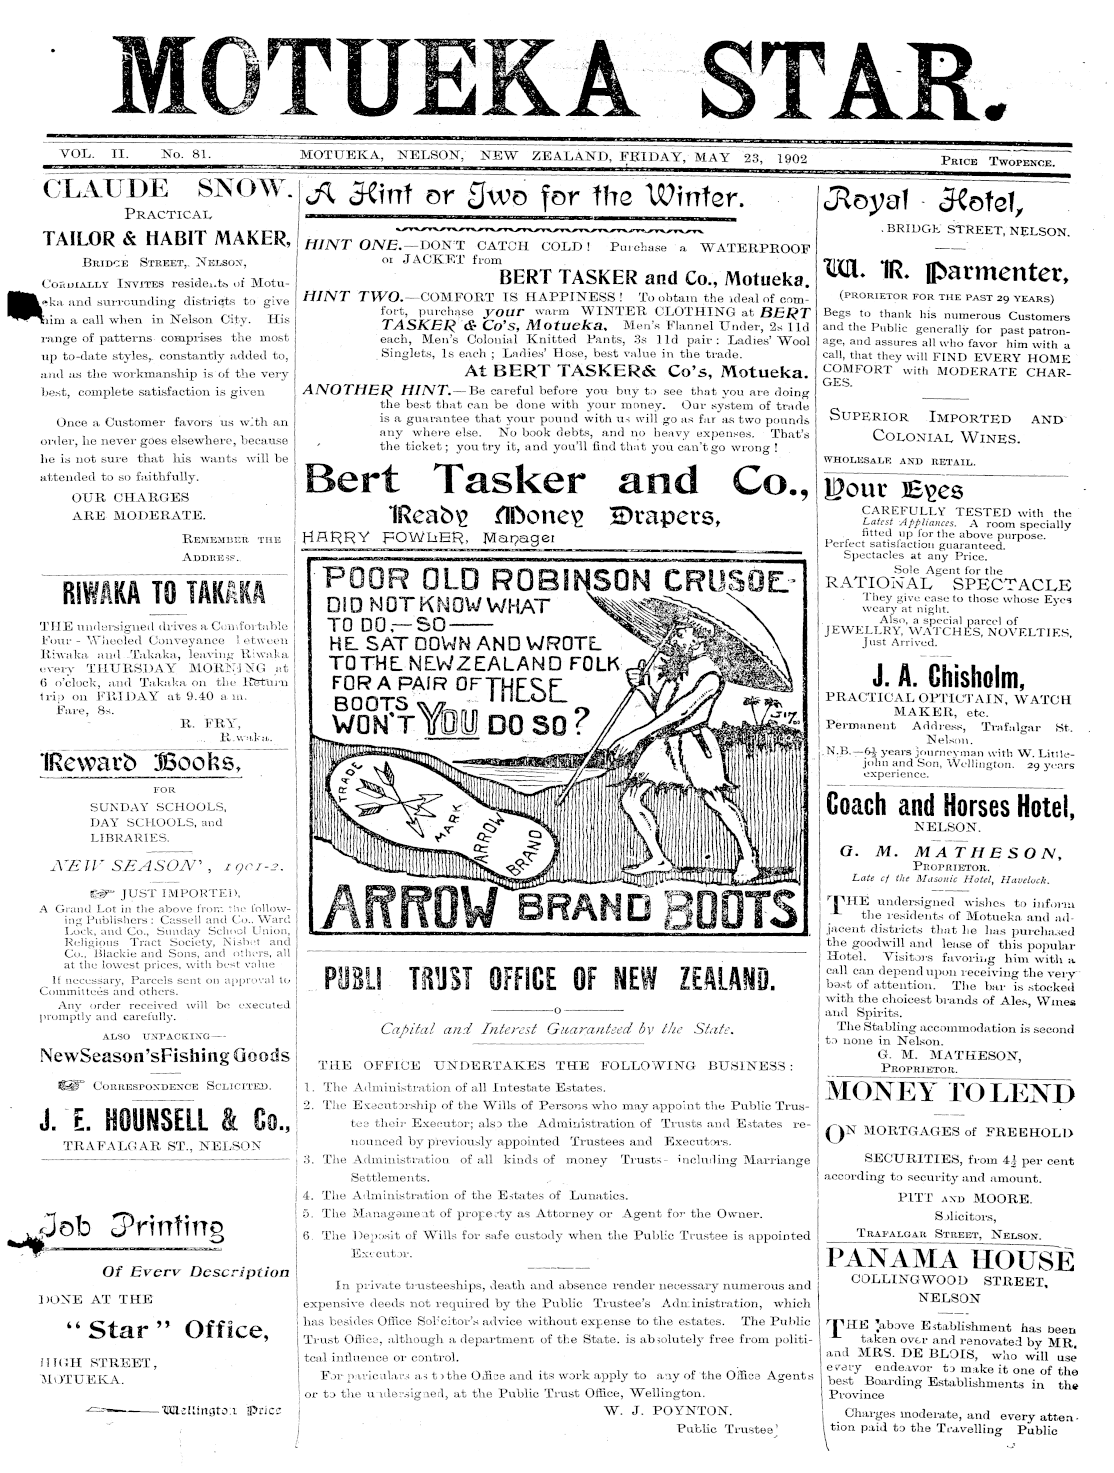 MOTUEKA STAR.
VOL. II. No. 81. MOTUEKA, NELSON, NEW ZEALAND, FRIDAY, MAY 23, 1902 PRICE TWOPENCE.
CLAUDE SNOW.
PRACTICAL
TAILOR & HABIT MAKER,
BRIDGE STREET, NELSON,
CORDIALLY INVITES residents of Motu-
eka and surrounding districts to give
him a call when in Nelson City. His
range of patterns comprises the most
up to-date styles, constantly added to,
and as the workmanship is of the very
best, complete satisfaction is given
Once a Customer favors us with an
order, he never goes elsewhere, because
he is not sure that his wants will be
attended to so faithfully.
OUR CHARGES
ARE MODERATE.
REMEMBER THE
ADDRESS.
RIWAKA TO TAKAKA
THE undersigned drives a Comfortable
Four - Wheeled Conveyance between
Riwaka and Takaka, leaving Riwaka
every THURSDAY MORNING at
6 o'clock, and Takaka on the Return
trip on FRIDAY at 9.40 a m.
Fare, 8s.
R. FRY,
Riwaka.
Reward Books,
FOR
SUNDAY SCHOOLS,
DAY SCHOOLS, and
LIBRARIES.
NEW SEASON', 1901-2.
JUST IMPORTED,
A Grand Lot in the above from the follow-
ing Publishers: Cassell and Co., Ward
Lock, and Co., Sunday School Union,
Religious Tract Society, Nisbet and
Co., Blackie and Sons, and others, all
at the lowest prices, with best value
If necessary, Parcels sent on approval to
Committees and others.
Any order received will be executed
promptly and carefully.
ALSO UNPACKING—
NewSeason'sFishing Goods
CORRESPONDENCE SOLICITED.
J. E. HOUNSELL & Co.,
TRAFALGAR ST., NELSON
Job Printing
Of Every Description
DONE AT THE
"Star" Office,
HIGH STREET,
MOTUEKA.
Wellington Price
A Hint or Two for the Winter.
HINT ONE.—DON'T CATCH COLD! Purchase a WATERPROOF
or JACKET from
BERT TASKER and Co., Motueka.
HINT TWO.—COMFORT IS HAPPINESS! To obtain the ideal of com-
fort, purchase your warm WINTER CLOTHING at BERT
TASKER & Co's, Motueka. Men's Flannel Under, 2s 11d
each, Men's Colonial Knitted Pants, 3s 11d pair: Ladies' Wool
Singlets, 1s each; Ladies' Hose, best value in the trade.
At BERT TASKER& Co's, Motueka.
ANOTHER HINT.—Be careful before you buy to see that you are doing
the best that can be done with your money. Our system of trade
is a guarantee that your pound with us will go as far as two pounds
any where else. No book debts, and no heavy expenses. That's
the ticket; you try it, and you'll find that you can't go wrong!
Bert Tasker and Co.,
Ready Money Drapers,
HARRY FOWLER, Manager
POOR OLD ROBINSON CRUSOE-
DID NOT KNOW WHAT
TO DO,—SO—
HE SAT DOWN AND WROTE
TO THE NEW ZEALAND FOLK
FOR A PAIR OF THESE
BOOTS
WON'T YOU DO SO?
TRADE
MARK
ARROW
BRAND
ARROW BRAND BOOTS
PUBLI TRUST OFFICE OF NEW ZEALAND.
o
Capital and Interest Guaranteed by the State.
THE OFFICE UNDERTAKES THE FOLLOWING BUSINESS:
1. The Administration of all Intestate Estates.
2. The Executorship of the Wills of Persons who may appoint the Public Trus-
tee their Executor; also the Administration of Trusts and Estates re-
nounced by previously appointed Trustees and Executors.
3. The Administration of all kinds of money Trusts- including Marriange
Settlements.
4. The Administration of the Estates of Lunatics.
5. The Management of property as Attorney or Agent for the Owner.
6. The Deposit of Wills for safe custody when the Public Trustee is appointed
Executor.
In private trusteeships, death and absence render necessary numerous and
expensive deeds not required by the Public Trustee's Administration, which
has besides Office Solicitor's advice without expense to the estates. The Public
Trust Office, although a department of the State. is absolutely free from politi-
tcal influence or control.
For particulars as to the Office and its work apply to any of the Office Agents
or to the undersigned, at the Public Trust Office, Wellington.
W. J. POYNTON.
Public Trustee
Royal Hotel,
BRIDGE STREET, NELSON.
W. R. Parmenter,
(PRORIETOR FOR THE PAST 29 YEARS)
Begs to thank his numerous Customers
and the Public generally for past patron-
age, and assures all who favor him with a
call, that they will FIND EVERY HOME
COMFORT with MODERATE CHAR-
GES.
SUPERIOR IMPORTED AND
COLONIAL WINES.
WHOLESALE AND RETAIL.
Your Eyes
CAREFULLY TESTED with the
Latest Appliances. A room specially
fitted up for the above purpose.
Perfect satisfaction guaranteed.
Spectacles at any Price.
Sole Agent for the
RATIONAL SPECTACLE
They give ease to those whose Eyes
weary at night.
Also, a special parcel of
JEWELLRY, WATCHES, NOVELTIES,
Just Arrived.
J. A. Chisholm,
PRACTICAL OPTICTAIN, WATCH
MAKER, etc.
Permanent Address, Trafalgar St.
Nelson.
N.B.—6½ years journeyman with W. Little-
john and Son, Wellington. 29 years
experience.
Coach and Horses Hotel,
NELSON.
G. M. MATHESON,
PROPRIETOR.
Late of the Masonic Hotel, Havelock.
THE undersigned wishes to inform
the residents of Motueka and ad-
jacent districts that he has purchased
the goodwill and lease of this popular
Hotel. Visitors favoring him with a
call can depend upon receiving the very
best of attention. The bar is stocked
with the choicest brands of Ales, Wines
and Spirits.
The Stabling accommodation is second
to none in Nelson.
G. M. MATHESON,
PROPRIETOR.
MONEY TO LEND
ON MORTGAGES of FREEHOLD
SECURITIES, from 4½ per cent
according to security and amount.
PITT AND MOORE.
Solicitors,
TRAFALGAR STREET, NELSON.
PANAMA HOUSE
COLLINGWOOD STREET,
NELSON
THE above Establishment has been
taken over and renovated by MR,
and MRS. DE BLOIS, who will use
every endeavor to make it one of the
best Boarding Establishments in the
Province
Charges moderate, and every atten-
tion paid to the Travelling Public